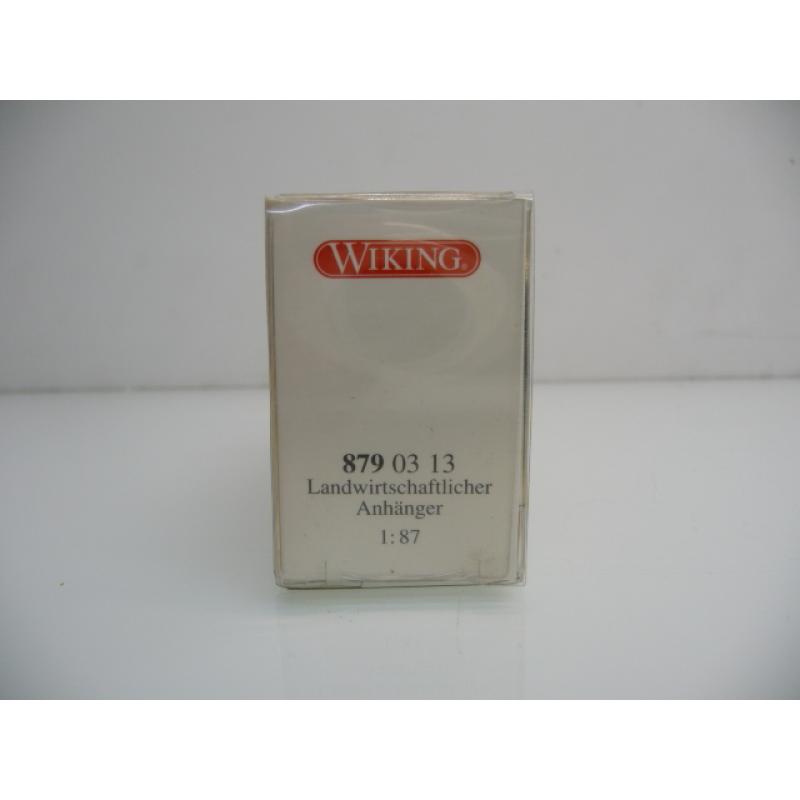 WIKING®
879 03 13
Landwirtschaftlicher
Anhänger
1:87